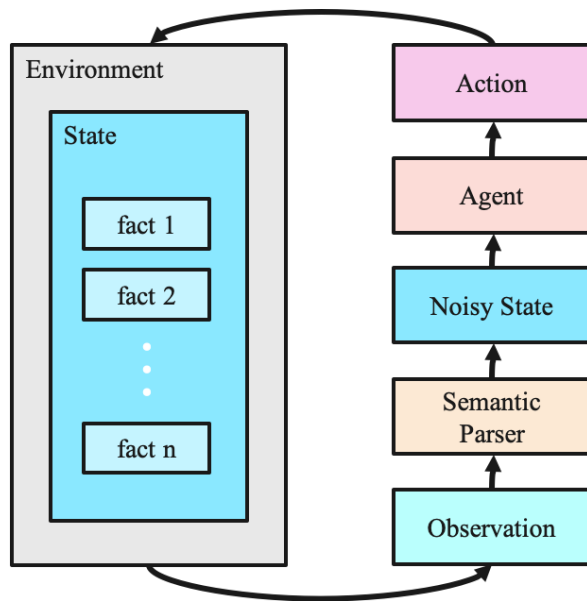 Environment
State
fact 1
fact 2
fact n
Action
Agent
Noisy State
Semantic
Parser
Observation